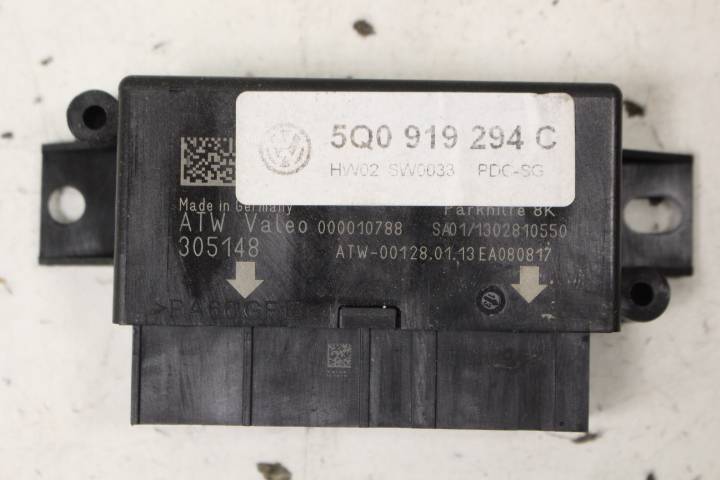 5Q0 919 294 C
HW02 SW0033 PDC-SG
Made in Germany Parkhilfe 8K
ATW Valeo 000010788 SA01/1302810550
305148 ATW-00128.01.13 EA080817